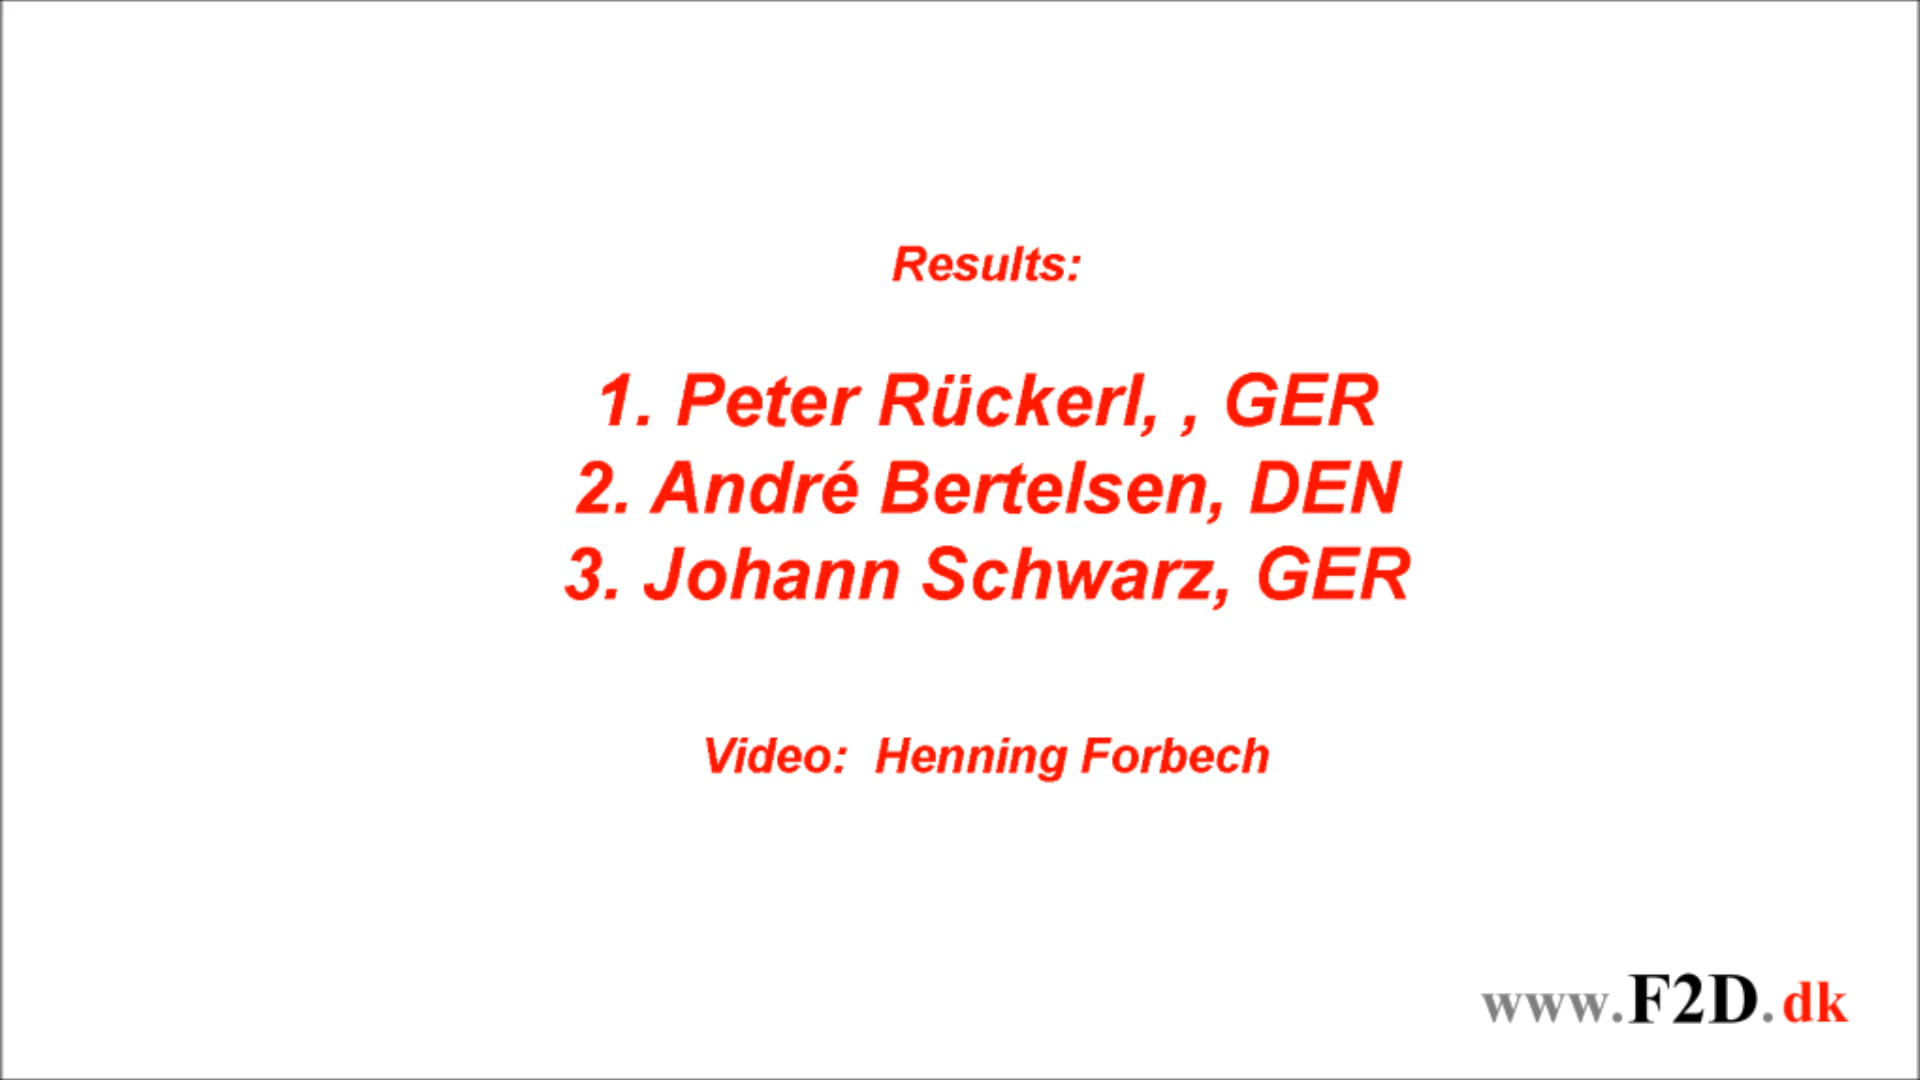 Results:
1. Peter Rückerl, , GER
2. André Bertelsen, DEN
3. Johann Schwarz, GER
Video: Henning Forbech
www.F2D.dk